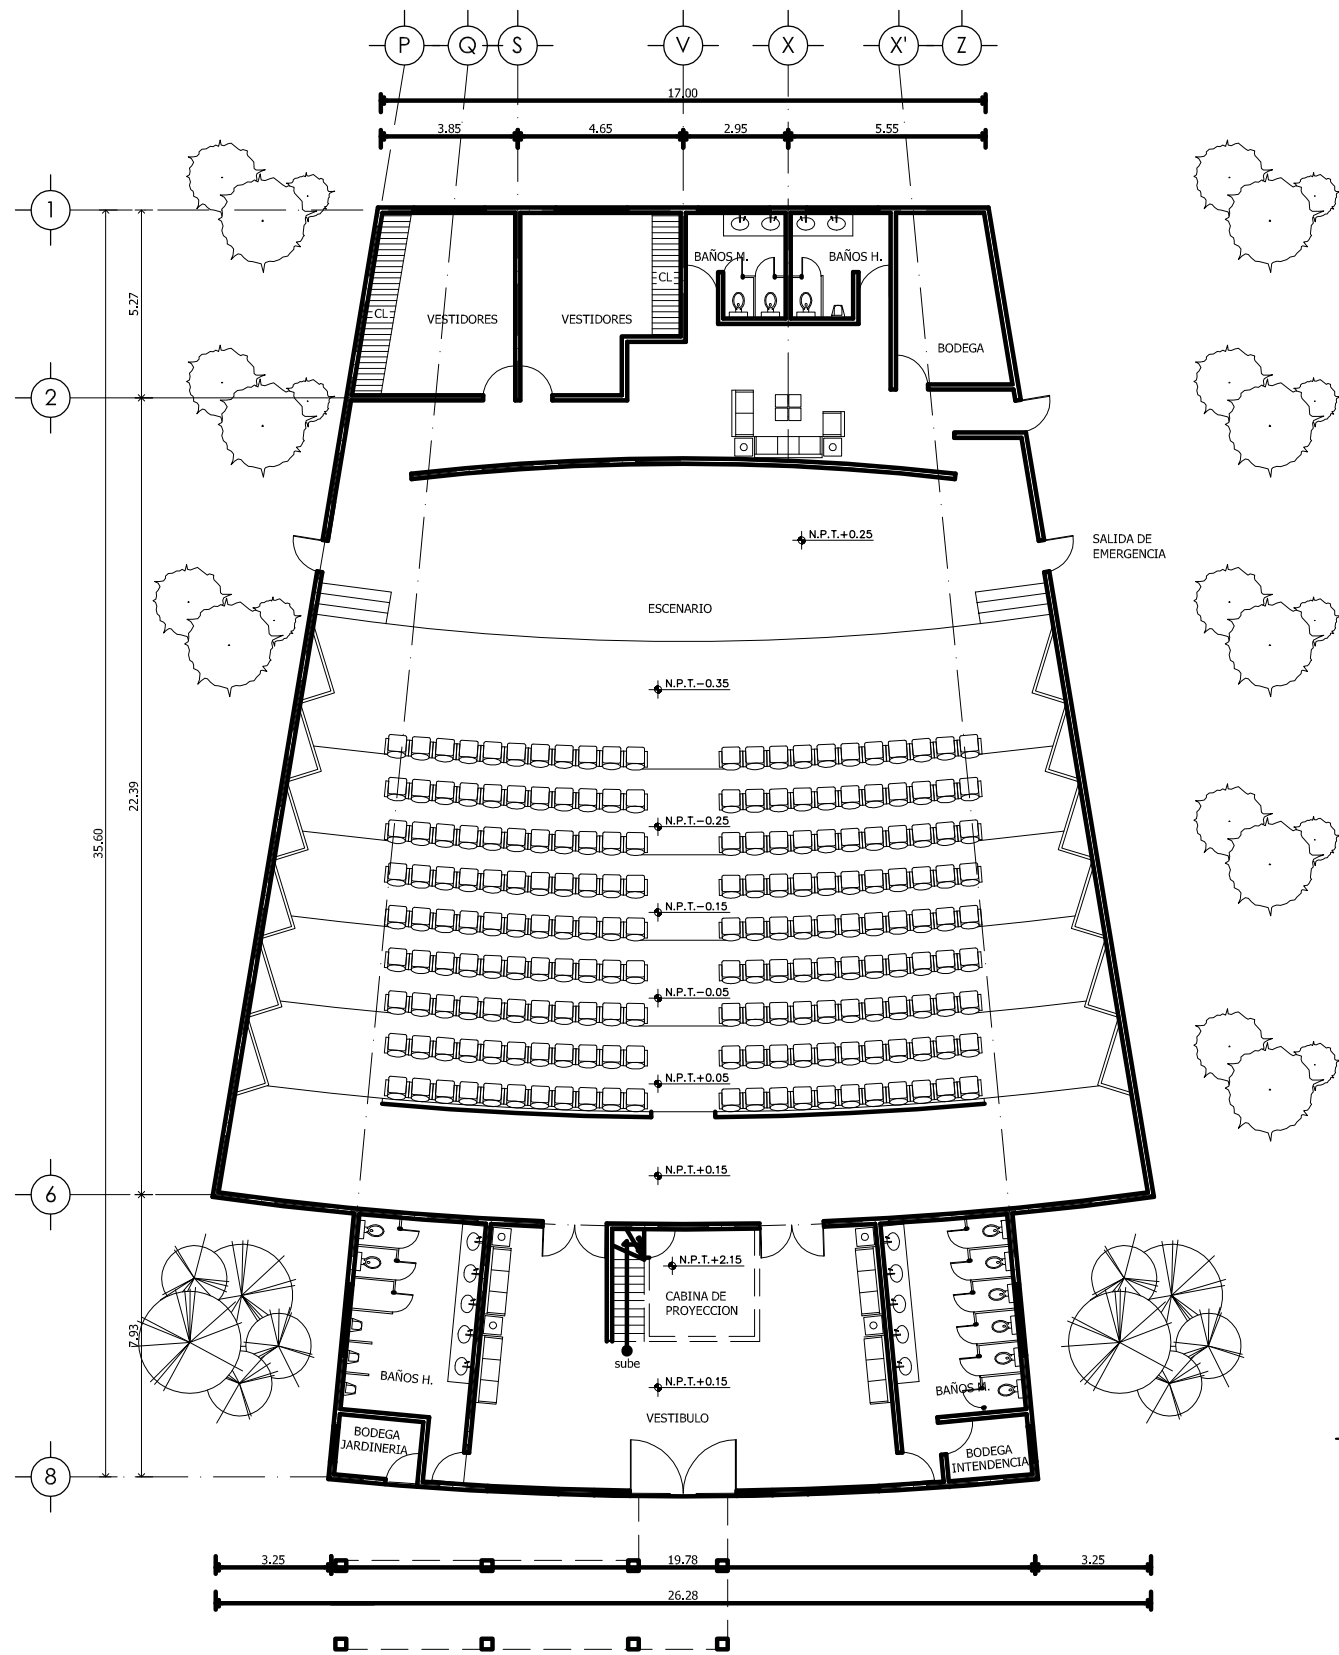 P Q S V X X' Z
17.00
3.85 4.65 2.95 5.55
1
BAÑOS M. BAÑOS H.
CL
5.27
CL
VESTIDORES VESTIDORES
BODEGA
2
N.P.T.+0.25
SALIDA DE
EMERGENCIA
ESCENARIO
N.P.T.-0.35
22.39
N.P.T.-0.25
35.60
N.P.T.-0.15
N.P.T.-0.05
N.P.T.+0.05
N.P.T.+0.15
6
N.P.T.+2.15
CABINA DE
PROYECCION
7.93
sube
BAÑOS H.
N.P.T.+0.15
BAÑOS M.
VESTIBULO
BODEGA
JARDINERIA
BODEGA
INTENDENCIA
8
3.25 19.78 3.25
26.28